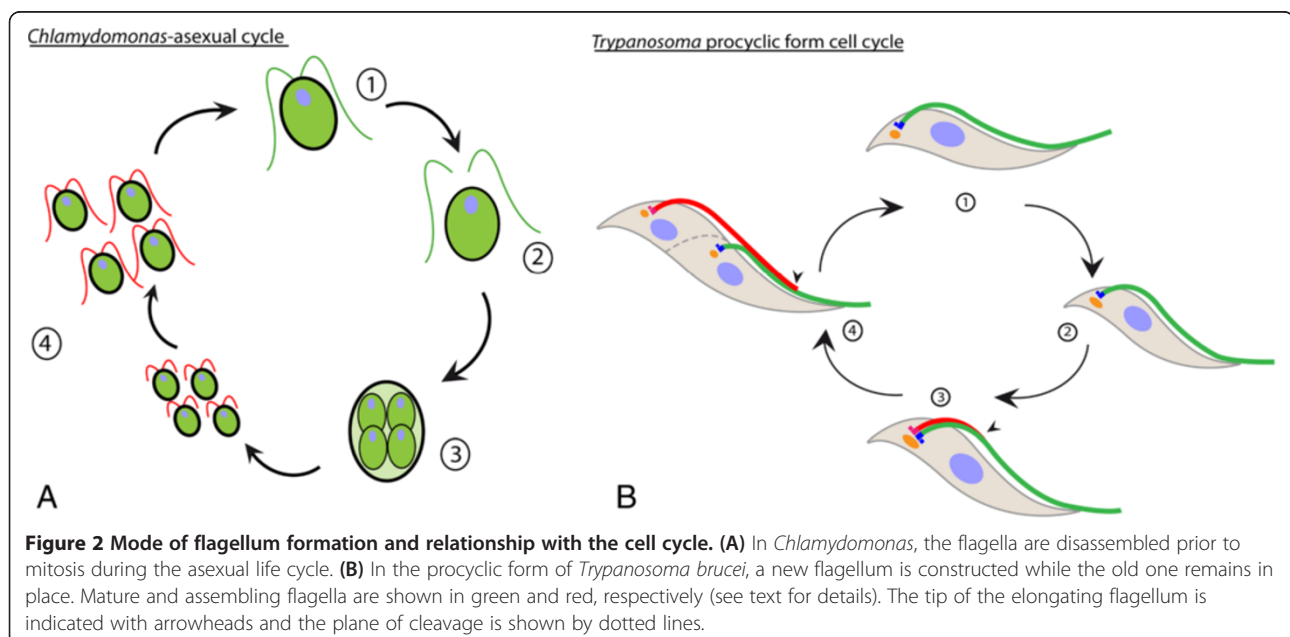 Chlamydomonas-asexual cycle
Trypanosoma procyclic form cell cycle
①
②
③
④
A
①
②
③
④
B
Figure 2 Mode of flagellum formation and relationship with the cell cycle. (A) In Chlamydomonas, the flagella are disassembled prior to
mitosis during the asexual life cycle. (B) In the procyclic form of Trypanosoma brucei, a new flagellum is constructed while the old one remains in
place. Mature and assembling flagella are shown in green and red, respectively (see text for details). The tip of the elongating flagellum is
indicated with arrowheads and the plane of cleavage is shown by dotted lines.